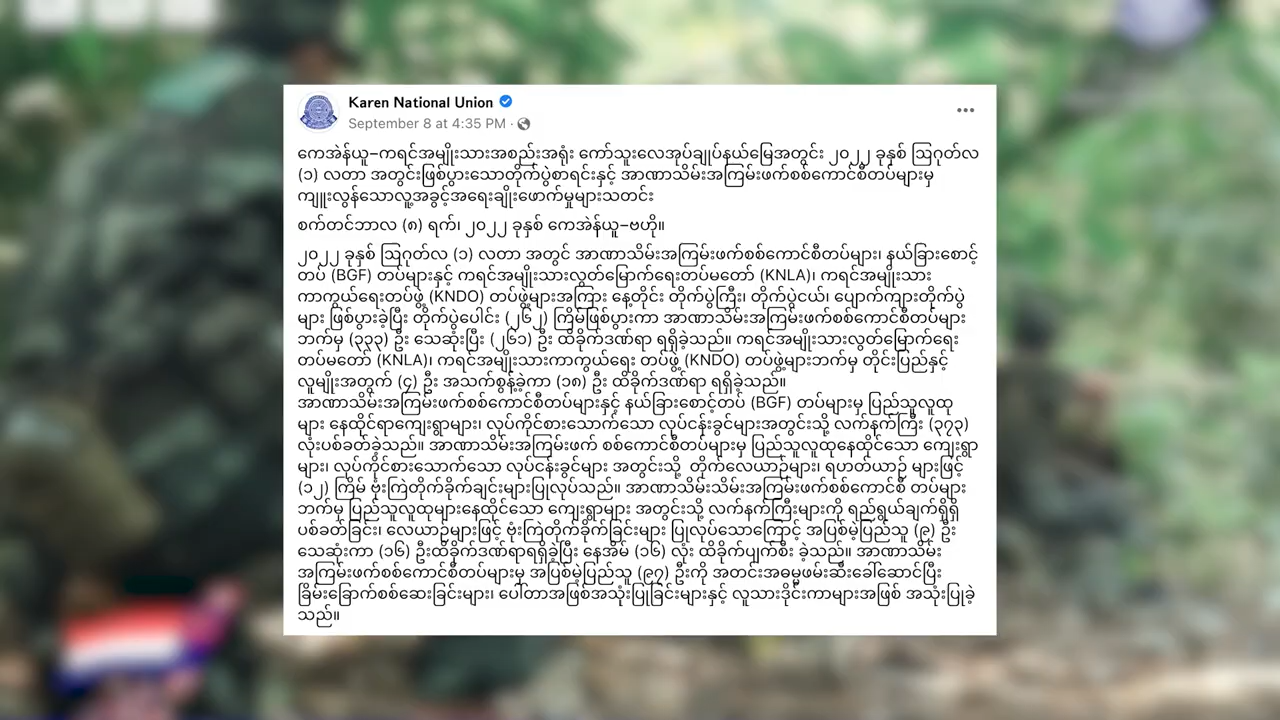 Karen National Union
September 8 at 4:35 PM ·
ကေအဲန်ယူ–ကရင်အမျိုးသားအစည်းအရုံး ကော်သူးလေအုပ်ချုပ်နယ်မြေအတွင်း ၂၀၂၂ ခုနှစ် ဩဂုတ်လ
(၁) လတာ အတွင်းဖြစ်ပွားသောတိုက်ပွဲစာရင်းနှင့် အာဏာသိမ်းအကြမ်းဖက်စစ်ကောင်စီတပ်များမှ
ကျူးလွန်သောလူ့အခွင့်အရေးချိုးဖောက်မှုများသတင်း
စက်တင်ဘာလ (၈) ရက်၊ ၂၀၂၂ ခုနှစ် ကေအဲန်ယူ–ဗဟို။
၂၀၂၂ ခုနှစ် ဩဂုတ်လ (၁) လတာ အတွင် အာဏာသိမ်းအကြမ်းဖက်စစ်ကောင်စီတပ်များ၊ နယ်ခြားစောင့်
တပ် (BGF) တပ်များနှင့် ကရင်အမျိုးသားလွတ်မြောက်ရေးတပ်မတော် (KNLA)၊ ကရင်အမျိုးသား
ကာကွယ်ရေးတပ်ဖွဲ့ (KNDO) တပ်ဖွဲ့များအကြား နေ့တိုင်း တိုက်ပွဲကြီး၊ တိုက်ပွဲငယ်၊ ပျောက်ကျားတိုက်ပွဲ
များ ဖြစ်ပွားခဲ့ပြီး တိုက်ပွဲပေါင်း (၂၆၂) ကြိမ်ဖြစ်ပွားကာ အာဏာသိမ်းအကြမ်းဖက်စစ်ကောင်စီတပ်များ
ဘက်မှ (၃၃၃) ဦး သေဆုံးပြီး (၂၆၁) ဦး ထိခိုက်ဒဏ်ရာ ရရှိခဲ့သည်။ ကရင်အမျိုးသားလွတ်မြောက်ရေး
တပ်မတော် (KNLA)၊ ကရင်အမျိုးသားကာကွယ်ရေး တပ်ဖွဲ့ (KNDO) တပ်ဖွဲ့များဘက်မှ တိုင်းပြည်နှင့်
လူမျိုးအတွက် (၄) ဦး အသက်စွန့်ခဲ့ကာ (၁၈) ဦး ထိခိုက်ဒဏ်ရာ ရရှိခဲ့သည်။
အာဏာသိမ်းအကြမ်းဖက်စစ်ကောင်စီတပ်များနှင့် နယ်ခြားစောင့်တပ် (BGF) တပ်များမှ ပြည်သူလူထု
များ နေထိုင်ရာကျေးရွာများ၊ လုပ်ကိုင်စားသောက်သော လုပ်ငန်းခွင်များအတွင်းသို့ လက်နက်ကြီး (၃၇၃)
လုံးပစ်ခတ်ခဲ့သည်။ အာဏာသိမ်းအကြမ်းဖက် စစ်ကောင်စီတပ်များမှ ပြည်သူလူထုနေထိုင်သော ကျေးရွာ
များ၊ လုပ်ကိုင်စားသောက်သော လုပ်ငန်းခွင်များ အတွင်းသို့ တိုက်လေယာဉ်များ၊ ရဟတ်ယာဉ် များဖြင့်
(၁၂) ကြိမ် ဗုံးကြဲတိုက်ခိုက်ချင်းများပြုလုပ်သည်။ အာဏာသိမ်းသိမ်းအကြမ်းဖက်စစ်ကောင်စီ တပ်များ
ဘက်မှ ပြည်သူလူထုများနေထိုင်သော ကျေးရွာများ အတွင်းသို့ လက်နက်ကြီးများကို ရည်ရွယ်ချက်ရှိရှိ
ပစ်ခတ်ခြင်း၊ လေယာဉ်များဖြင့် ဗုံးကြဲတိုက်ခိုက်ခြင်းများ ပြုလုပ်သောကြောင့် အပြစ်မဲ့ပြည်သူ (၉) ဦး
သေဆုံးကာ (၁၆) ဦးထိခိုက်ဒဏ်ရာရရှိခဲ့ပြီး နေအိမ် (၁၆) လုံး ထိခိုက်ပျက်စီး ခဲ့သည်။ အာဏာသိမ်း
အကြမ်းဖက်စစ်ကောင်စီတပ်များမှ အပြစ်မဲ့ပြည်သူ (၉၇) ဦးကို အတင်းအဓမ္မဖမ်းဆီးခေါ်ဆောင်ပြီး
ခြိမ်းခြောက်စစ်ဆေးခြင်းများ၊ ပေါ်တာအဖြစ်အသုံးပြုခြင်းများနှင့် လူသားဒိုင်းကာများအဖြစ် အသုံးပြုခဲ့
သည်။